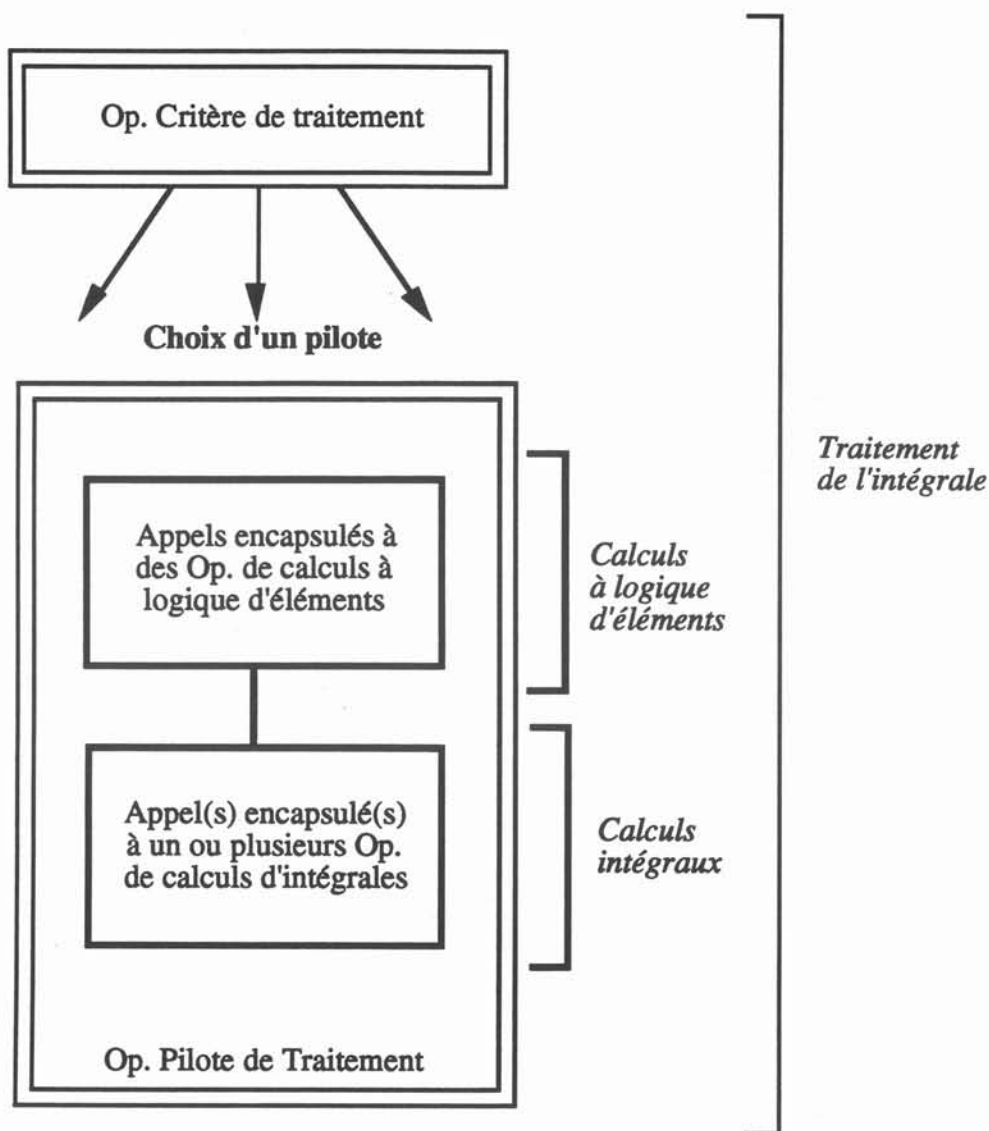 Op. Critère de traitement
Choix d'un pilote
Traitement
de l'intégrale
Appels encapsulés à
des Op. de calculs à
logique d'éléments
Calculs
à logique
d'éléments
Appel(s) encapsulé(s)
à un ou plusieurs Op.
de calculs d'intégrales
Calculs
intégraux
Op. Pilote de Traitement